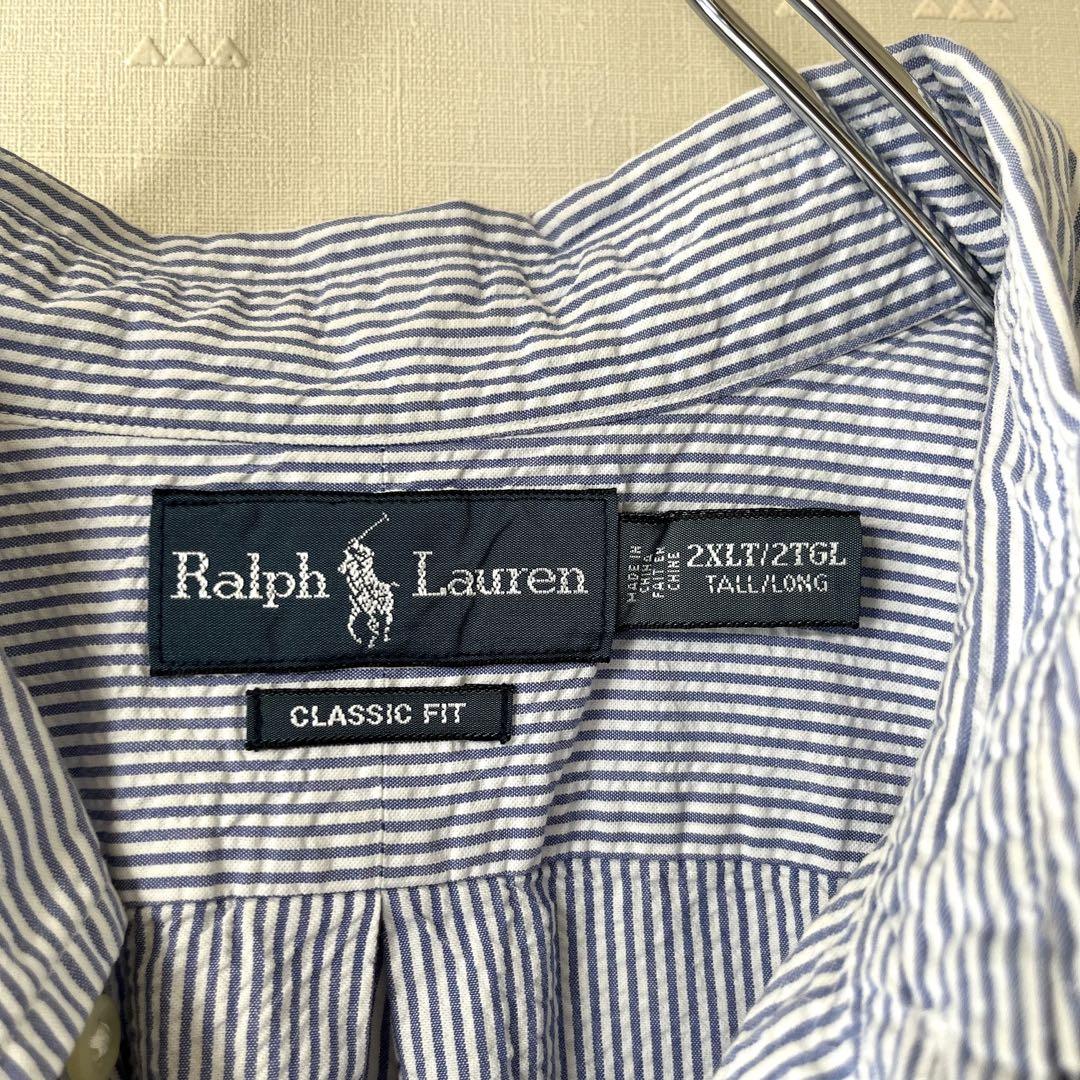 Ralph Lauren
MADE IN
CHINA
FAIT EN
CHINE
2XLT/2TGL
TALL/LONG
CLASSIC FIT